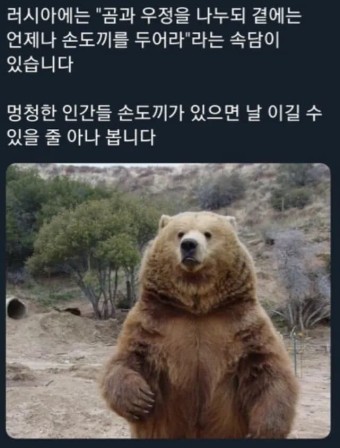 러시아에는 "곰과 우정을 나누되 곁에는
언제나 손도끼를 두어라"라는 속담이
있습니다
멍청한 인간들 손도끼가 있으면 날 이길 수
있을 줄 아나 봅니다